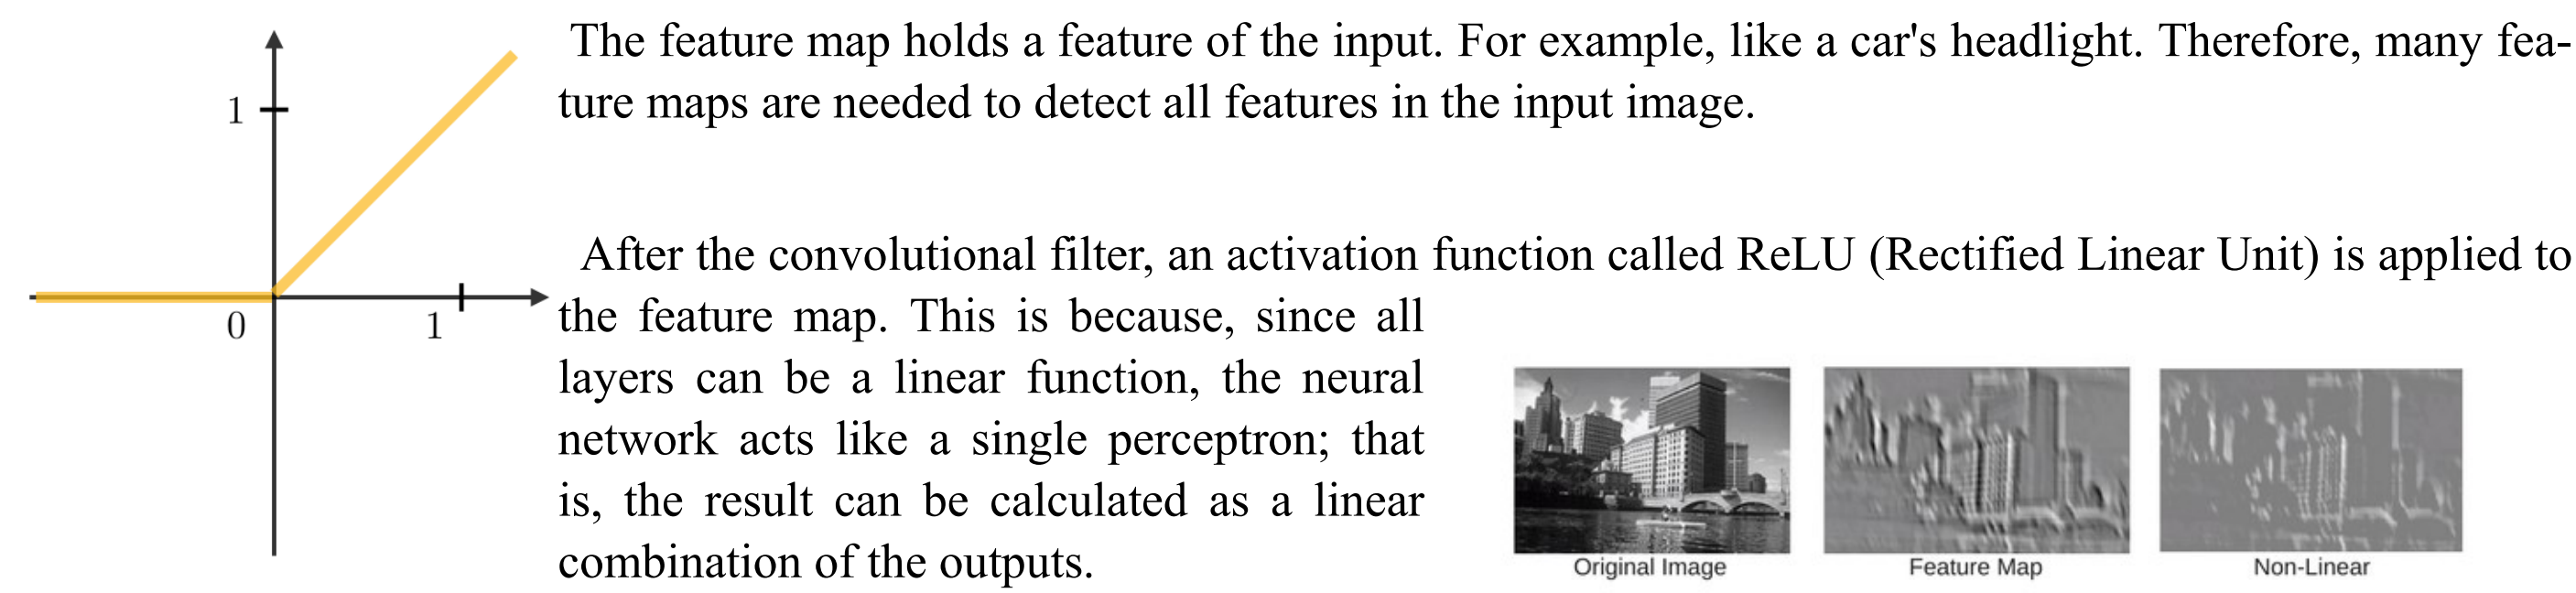 The feature map holds a feature of the input. For example, like a car's headlight. Therefore, many fea-
ture maps are needed to detect all features in the input image.
After the convolutional filter, an activation function called ReLU (Rectified Linear Unit) is applied to
the feature map. This is because, since all
layers can be a linear function, the neural
network acts like a single perceptron; that
is, the result can be calculated as a linear
combination of the outputs.
1
0
1
Original Image
Feature Map
Non-Linear